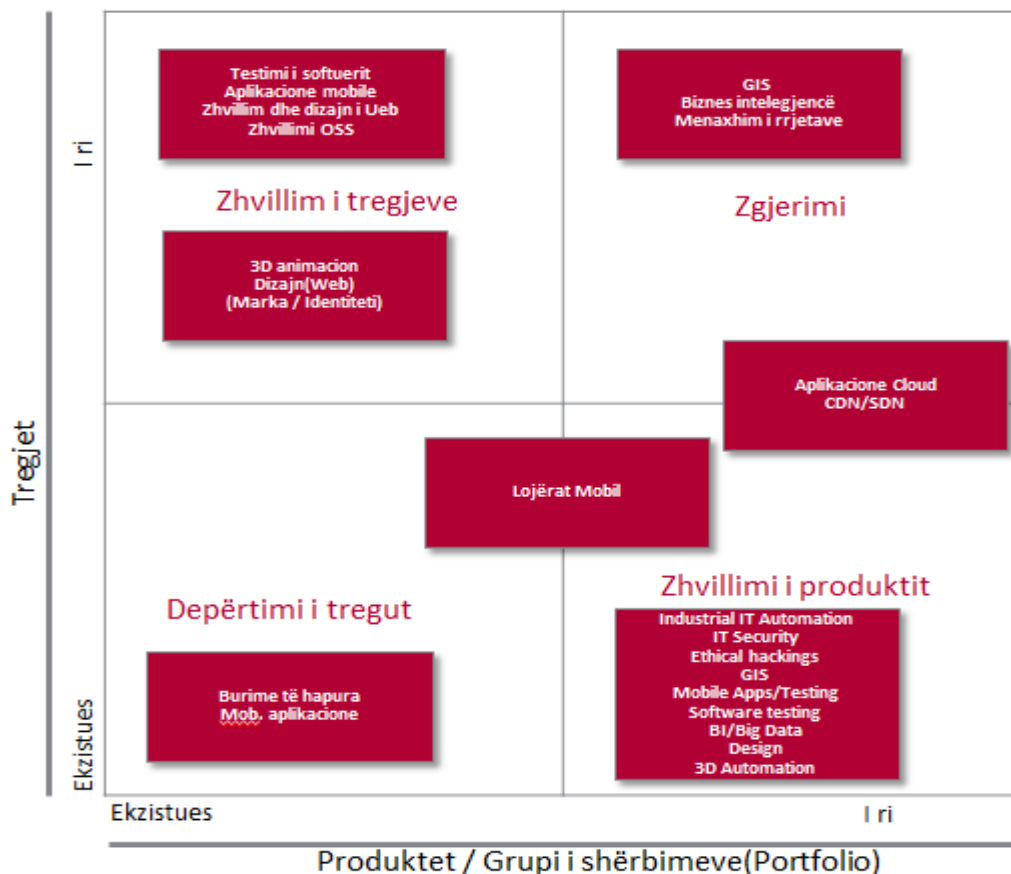 Testimi i softuerit
Aplikacione mobile
Zhvillim dhe dizajn i Ueb
Zhvillimi OSS
GIS
Biznes intelegjencë
Menaxhim i rrjetave
I ri
Zhvillim i tregjeve
Zgjerimi
3D animacion
Dizajn(Web)
(Marka / Identiteti)
Aplikacione Cloud
CDN/SDN
Tregjet
Lojërat Mobil
Depërtimi i tregut
Zhvillimi i produktit
Burime të hapura
Mob. aplikacione
Industrial IT Automation
IT Security
Ethical hackings
GIS
Mobile Apps/Testing
Software testing
BI/Big Data
Design
3D Automation
Ekzistues
Ekzistues
I ri
Produktet / Grupi i shërbimeve(Portfolio)